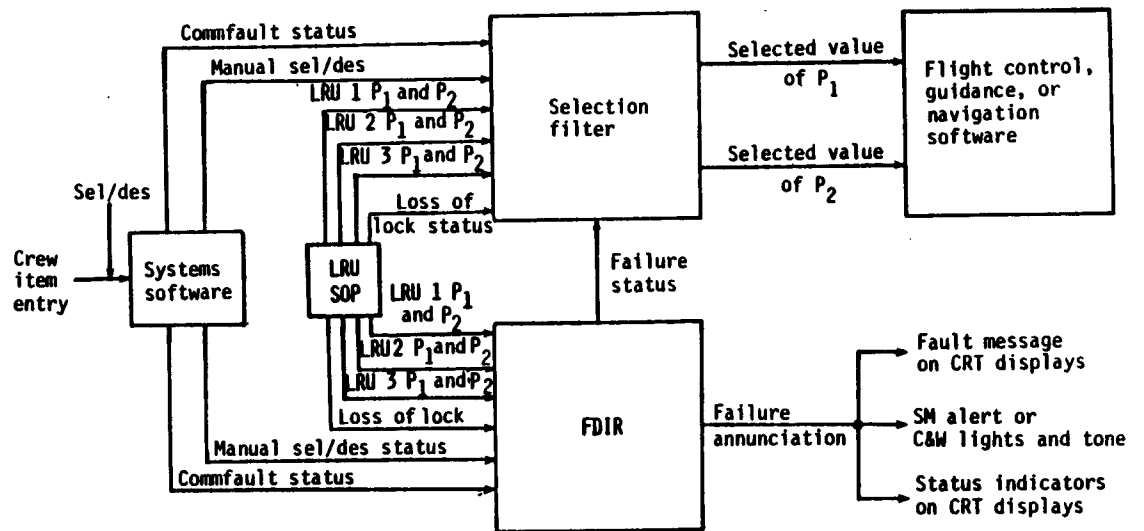 Commfault status
Manual sel/des
LRU 1 P1 and P2
LRU 2 P1 and P2
LRU 3 P1 and P2
Loss of
lock status
Sel/des
Crew
item
entry
Systems
software
LRU
SOP
Selection
filter
Selected value
of P1
Selected value
of P2
Flight control,
guidance, or
navigation
software
Failure
status
LRU 1 P1
and P2
LRU2 P1 and P2
LRU 3 P1 and P2
Loss of lock
Manual sel/des status
Commfault status
FDIR
Failure
annunciation
Fault message
on CRT displays
SM alert or
C&W lights and tone
Status indicators
on CRT displays